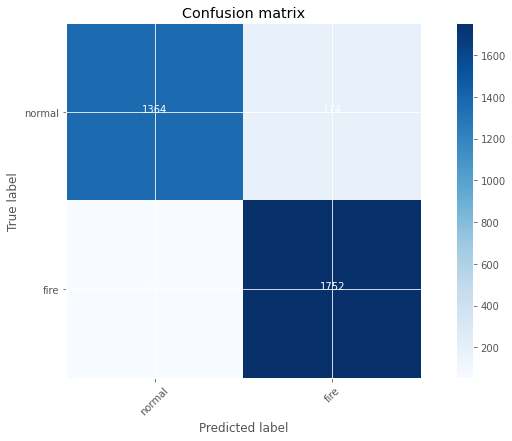 Confusion matrix
1600
1400
1200
1000
800
600
400
200
normal
fire
1364
174
1752
normal
fire
True label
Predicted label